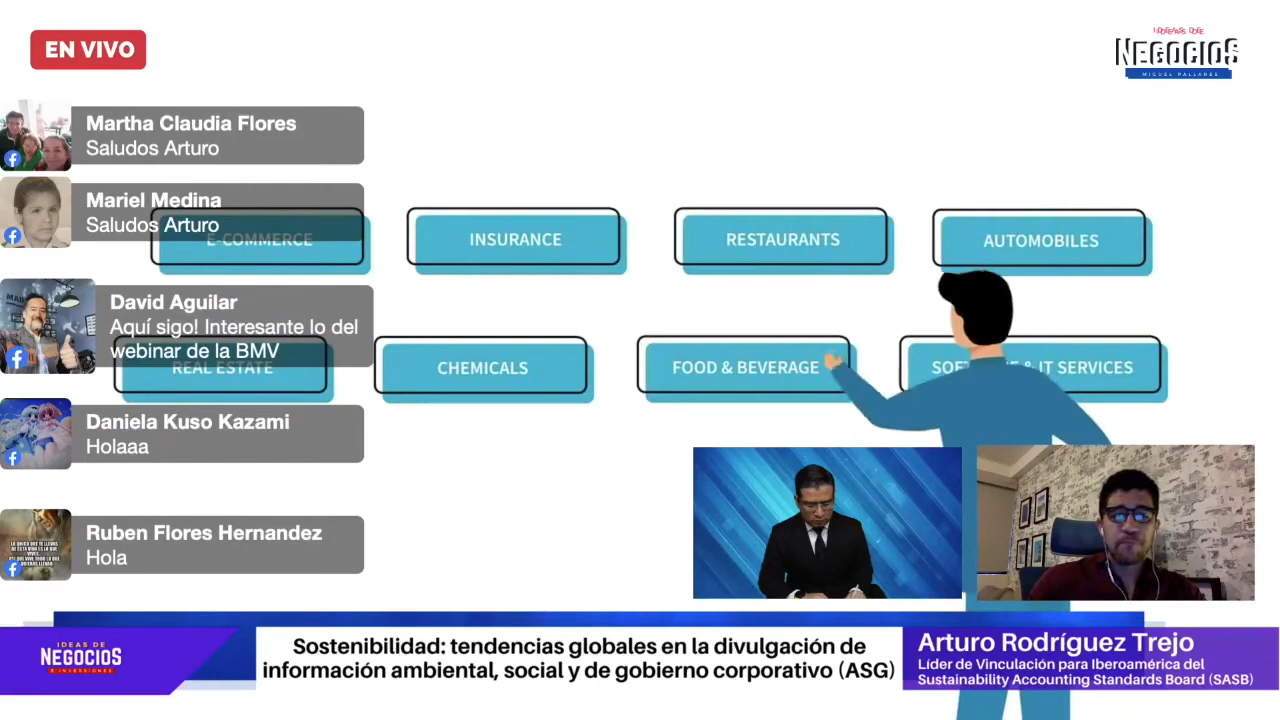 EN VIVO
IDEAS DE
NEGOCIOS
MIGUEL PALLARES
Martha Claudia Flores
Saludos Arturo
Mariel Medina
Saludos Arturo
E-COMMERCE
INSURANCE
RESTAURANTS
AUTOMOBILES
David Aguilar
Aquí sigo! Interesante lo del
webinar de la BMV
REAL ESTATE
CHEMICALS
FOOD & BEVERAGE
& IT SERVICES
Daniela Kuso Kazami
Holaaa
Ruben Flores Hernandez
Hola
IDEAS DE
NEGOCIOS
E INVERSIONES
Sostenibilidad: tendencias globales en la divulgación de
información ambiental, social y de gobierno corporativo (ASG)
Arturo Rodríguez Trejo
Líder de Vinculación para Iberoamérica del
Sustainability Accounting Standards Board (SASB)